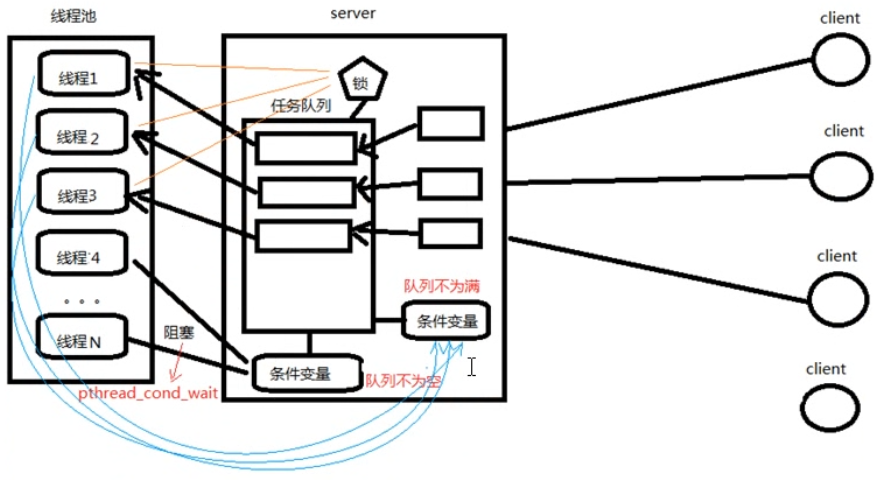 线程池
server
client
线程1
锁
任务队列
线程2
client
线程3
线程4
client
队列不为满
...
阻塞
条件变量
线程N
条件变量
队列不为空
client
pthread_cond_wait